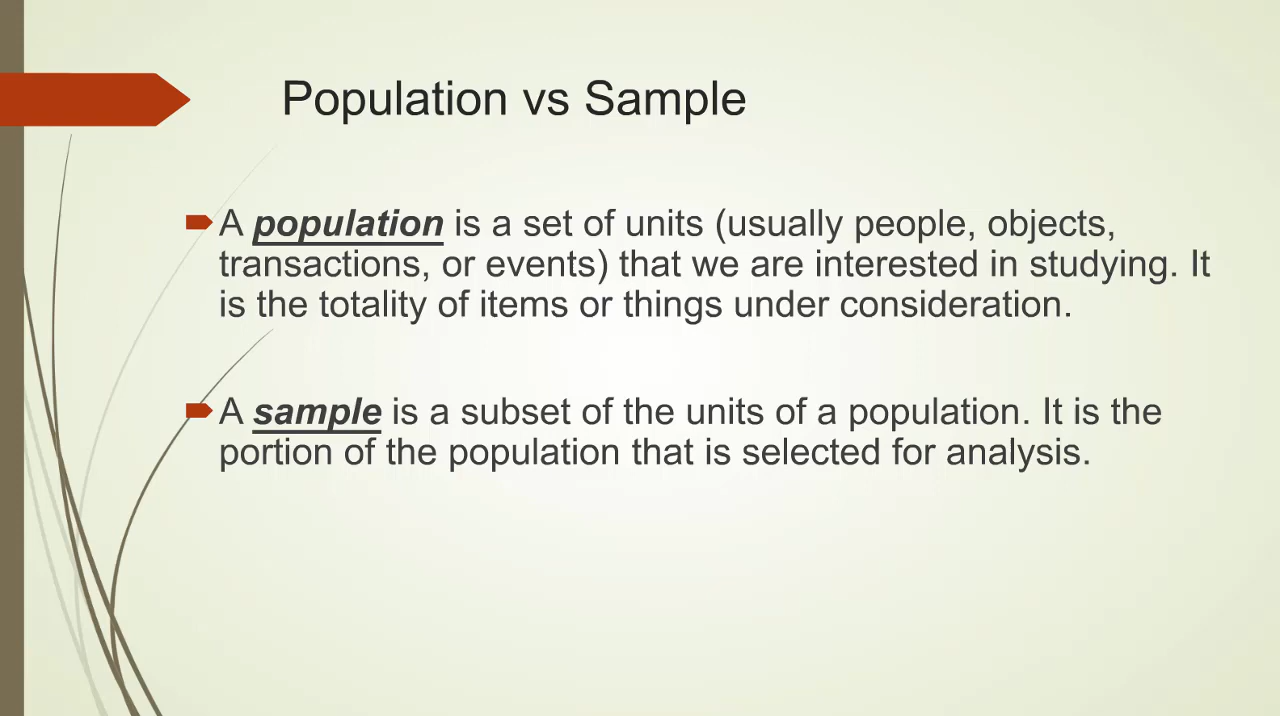 Population vs Sample
A population is a set of units (usually people, objects,
transactions, or events) that we are interested in studying. It
is the totality of items or things under consideration.
A sample is a subset of the units of a population. It is the
portion of the population that is selected for analysis.